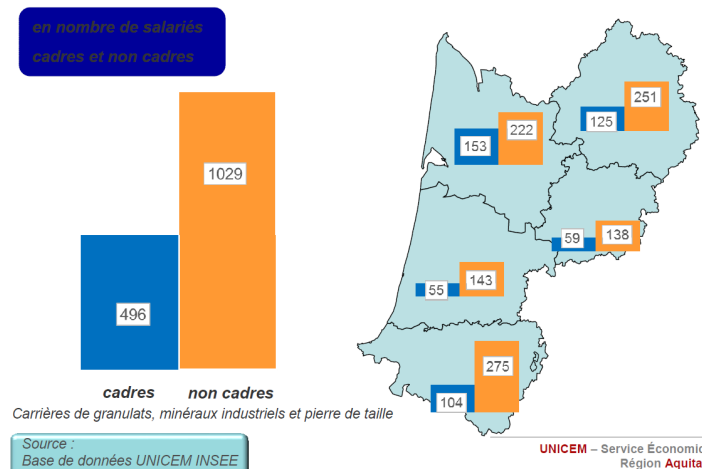 en nombre de salariés
cadres et non cadres
1029
496
cadres
non cadres
Carrières de granulats, minéraux industriels et pierre de taille
Source :
Base de données UNICEM INSEE
251
125
222
153
138
59
143
55
275
104
UNICEM – Service Économi
Région Aquita